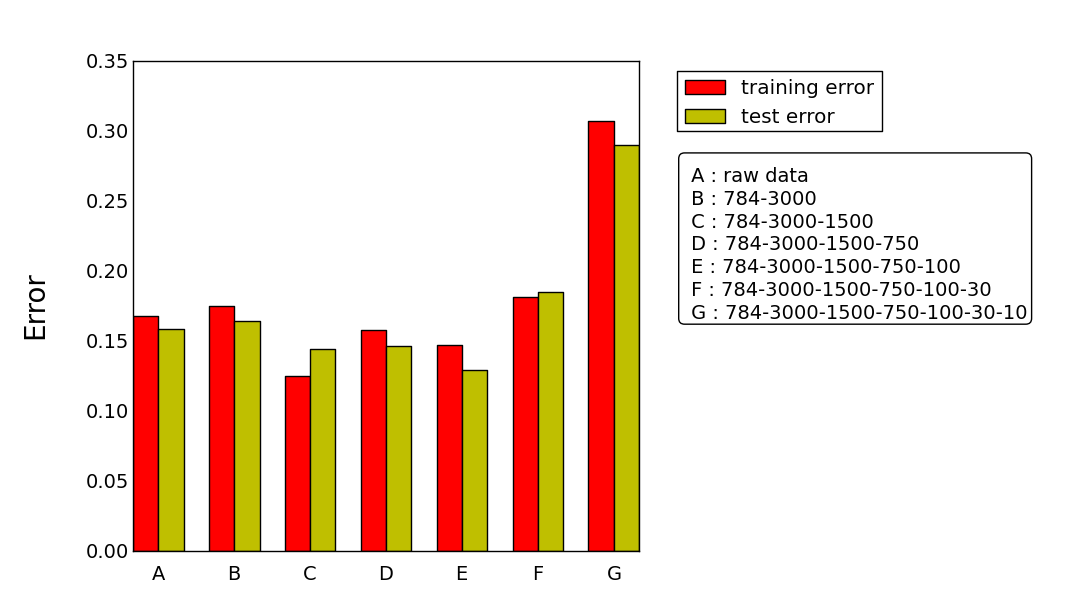 0.35
0.30
0.25
0.20
0.15
0.10
0.05
0.00
Error
A B C D E F G
training error
test error
A : raw data
B : 784-3000
C : 784-3000-1500
D : 784-3000-1500-750
E : 784-3000-1500-750-100
F : 784-3000-1500-750-100-30
G : 784-3000-1500-750-100-30-10